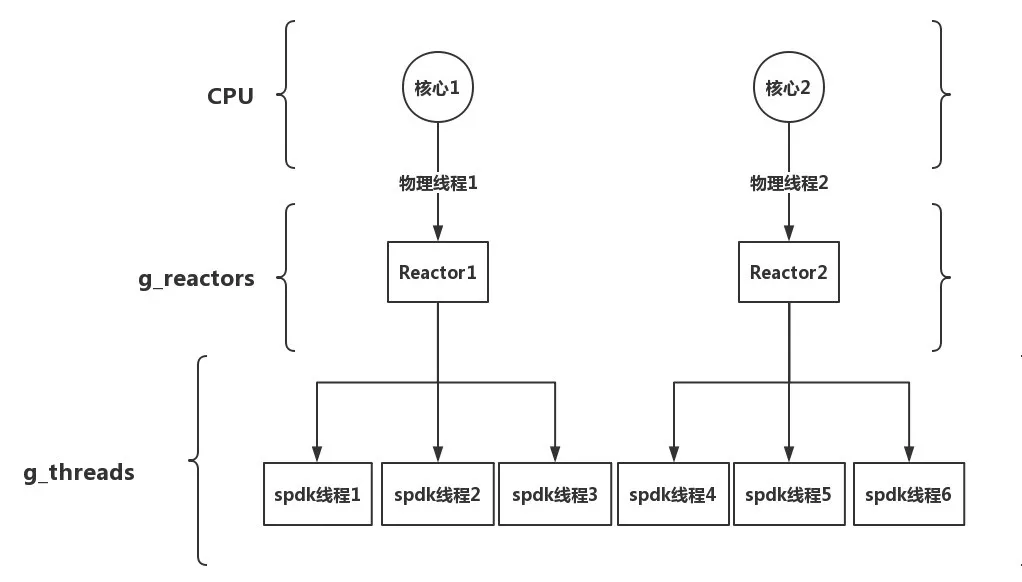 CPU
核心1
核心2
物理线程1
物理线程2
g_reactors
Reactor1
Reactor2
g_threads
spdk线程1
spdk线程2
spdk线程3
spdk线程4
spdk线程5
spdk线程6